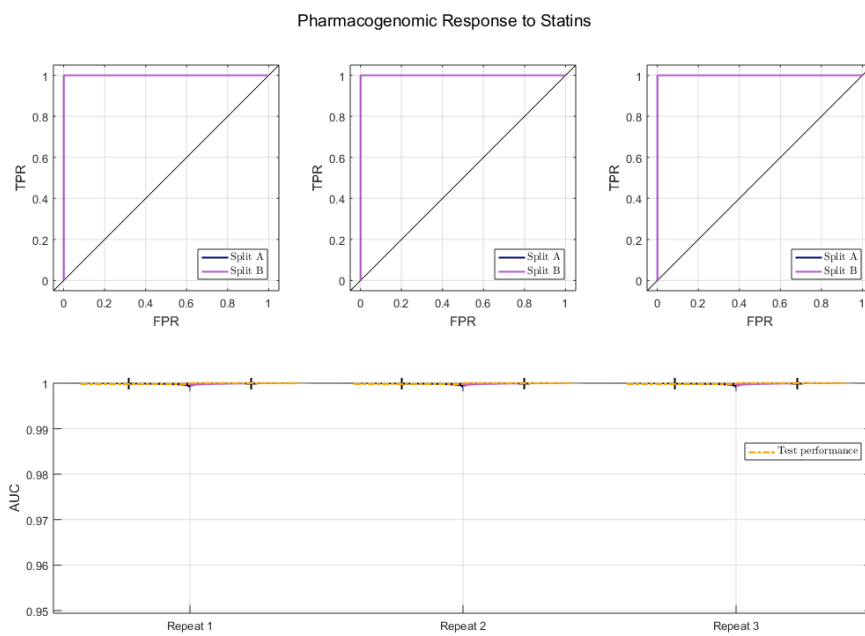 Pharmacogenomic Response to Statins
1
0.8
0.6
0.4
0.2
0
TPR
0 0.2 0.4 0.6 0.8 1
FPR
Split A
Split B
1
0.8
0.6
0.4
0.2
0
TPR
0 0.2 0.4 0.6 0.8 1
FPR
Split A
Split B
1
0.8
0.6
0.4
0.2
0
TPR
0 0.2 0.4 0.6 0.8 1
FPR
Split A
Split B
1
0.99
0.98
0.97
0.96
0.95
AUC
Test performance
Repeat 1 Repeat 2 Repeat 3